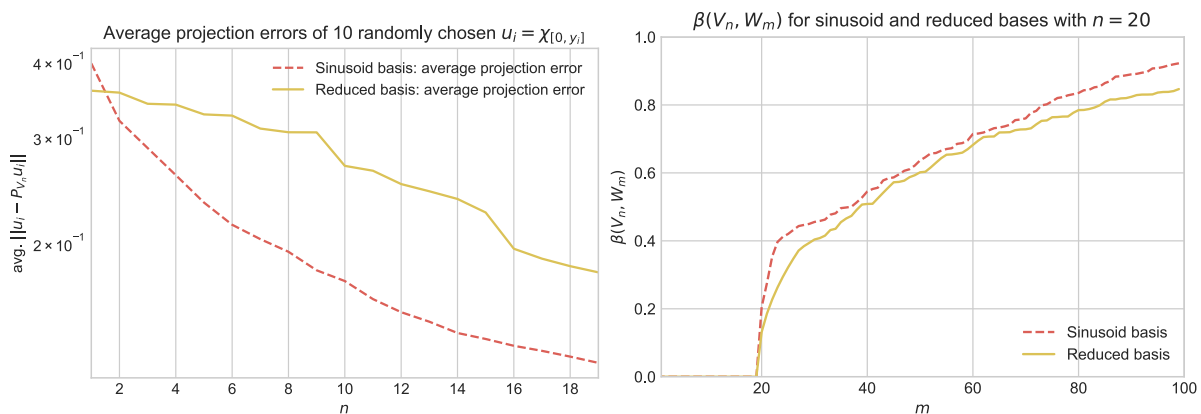 Average projection errors of 10 randomly chosen $u_i = \chi_{[0, y_i]}$
4 × 10⁻¹
3 × 10⁻¹
2 × 10⁻¹
avg. ||u_i − P_{V_n}u_i||
Sinusoid basis: average projection error
Reduced basis: average projection error
2 4 6 8 10 12 14 16 18
n
β(V_n, W_m) for sinusoid and reduced bases with n = 20
1.0
0.8
0.6
0.4
0.2
0.0
β(V_n, W_m)
Sinusoid basis
Reduced basis
20 40 60 80 100
m